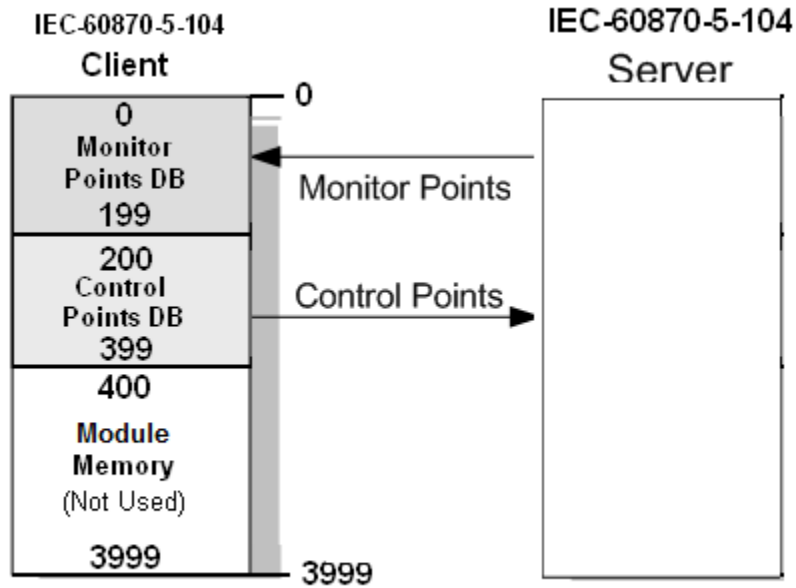 IEC-60870-5-104
Client
0
Monitor
Points DB
199
200
Control
Points DB
399
400
Module
Memory
(Not Used)
3999
0
3999
Monitor Points
Control Points
IEC-60870-5-104
Server